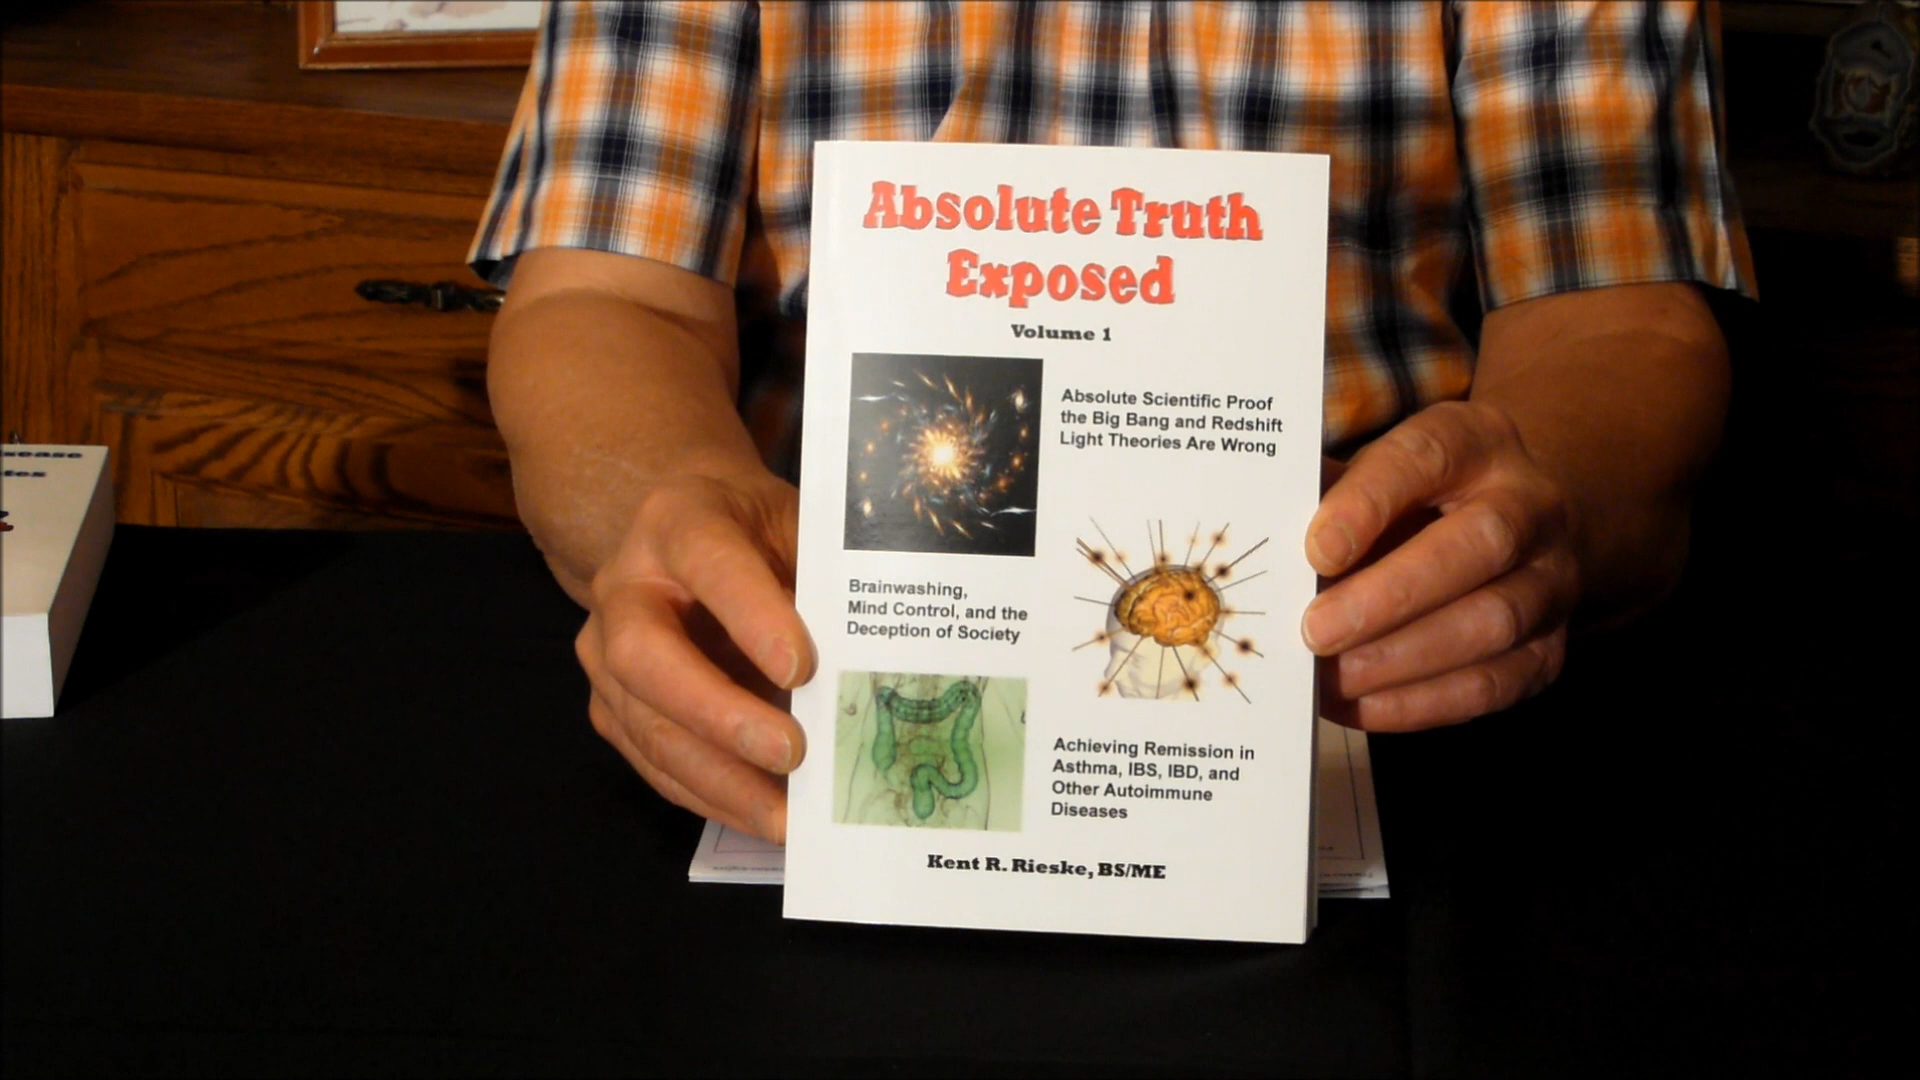 Absolute Truth
Exposed
Volume 1
Absolute Scientific Proof
the Big Bang and Redshift
Light Theories Are Wrong
Brainwashing,
Mind Control, and the
Deception of Society
Achieving Remission in
Asthma, IBS, IBD, and
Other Autoimmune
Diseases
Kent R. Rieske, BS/ME